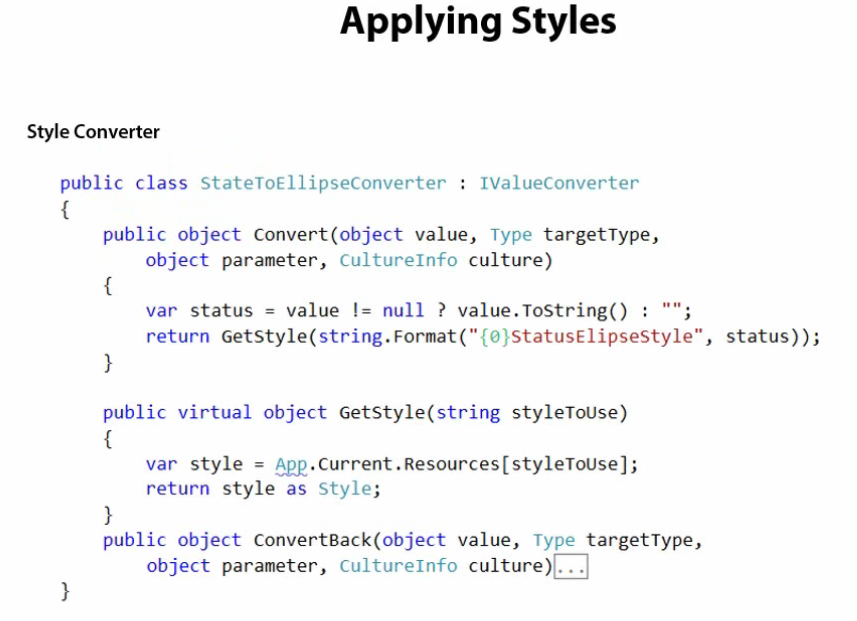 Applying Styles
Style Converter
public class StateToEllipseConverter : IValueConverter
{
public object Convert(object value, Type targetType,
object parameter, CultureInfo culture)
{
var status = value != null ? value.ToString() : "";
return GetStyle(string.Format("{0}StatusElipseStyle", status));
}
public virtual object GetStyle(string styleToUse)
{
var style = App.Current.Resources[styleToUse];
return style as Style;
}
public object ConvertBack(object value, Type targetType,
object parameter, CultureInfo culture)...
}